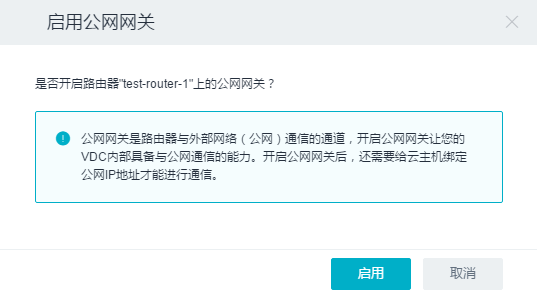 启用公网网关
是否开启路由器"test-router-1"上的公网网关？
公网网关是路由器与外部网络（公网）通信的通道，开启公网网关让您的
VDC内部具备与公网通信的能力。开启公网网关后，还需要给云主机绑定
公网IP地址才能进行通信。
启用
取消